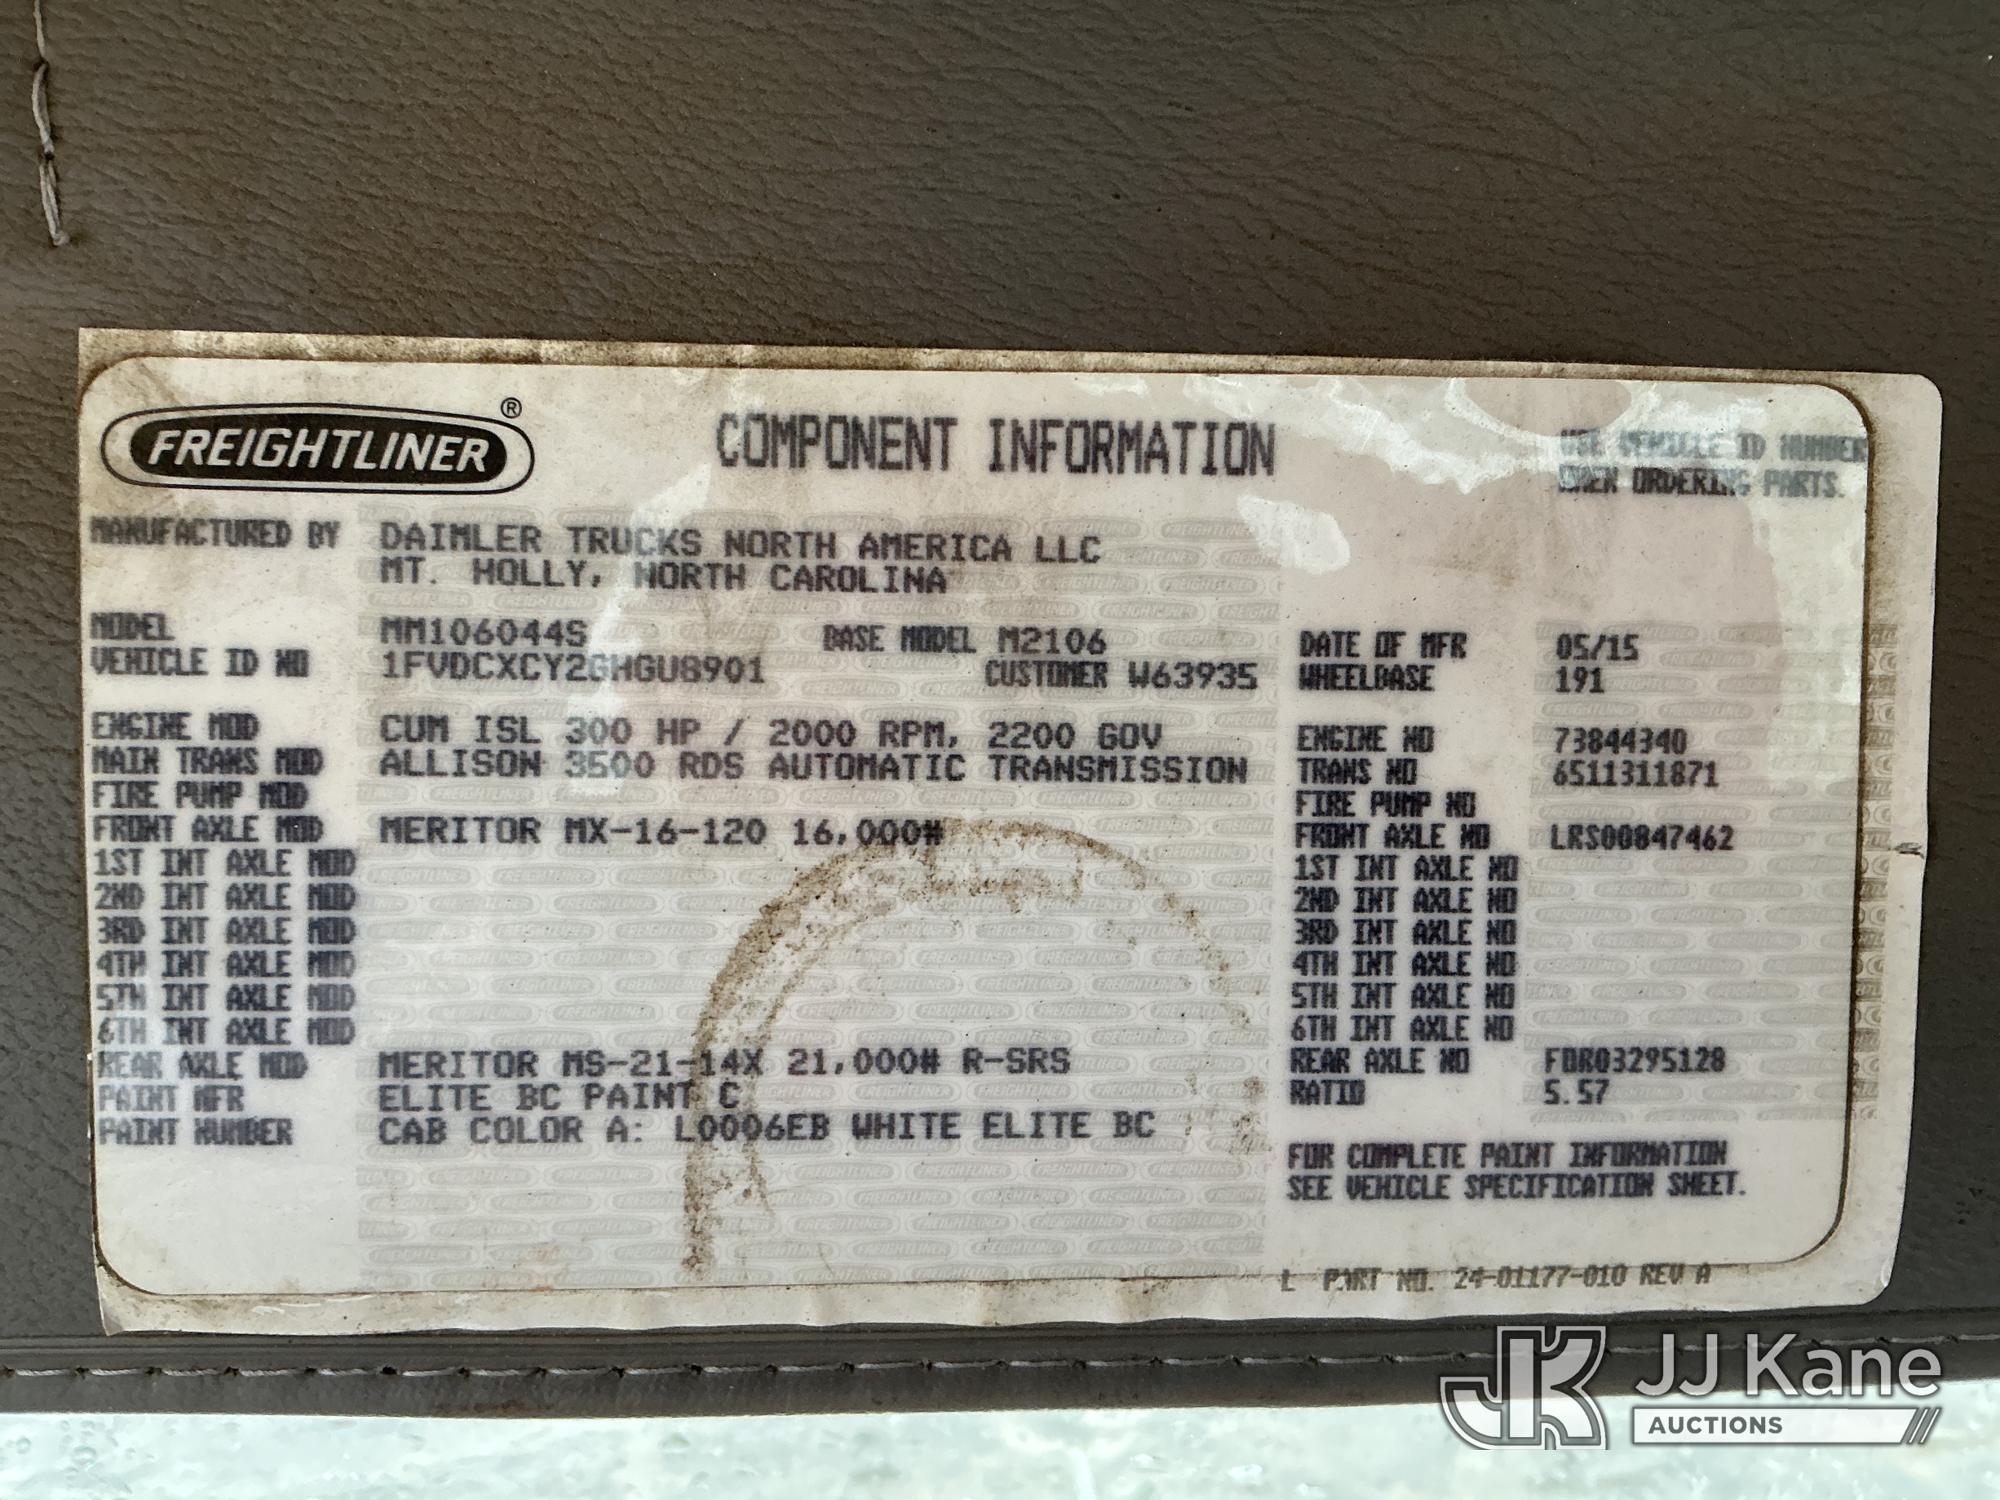 FREIGHTLINER ®
COMPONENT INFORMATION
USE VEHICLE ID NUMBER
WHEN ORDERING PARTS.
MANUFACTURED BY DAIMLER TRUCKS NORTH AMERICA LLC
MT. HOLLY, NORTH CAROLINA
MODEL MM106044S BASE MODEL M2106 DATE OF MFR 05/15
VEHICLE ID NO 1FVDCXCY2GHGU8901 CUSTOMER W63935 WHEELBASE 191
ENGINE MOD CUM ISL 300 HP / 2000 RPM, 2200 GOV ENGINE NO 73844340
MAIN TRANS MOD ALLISON 3500 RDS AUTOMATIC TRANSMISSION TRANS NO 6511311871
FIRE PUMP MOD FIRE PUMP NO
FRONT AXLE MOD MERITOR MX-16-120 16,000# FRONT AXLE NO LRS00847462
1ST INT AXLE MOD 1ST INT AXLE NO
2ND INT AXLE MOD 2ND INT AXLE NO
3RD INT AXLE MOD 3RD INT AXLE NO
4TH INT AXLE MOD 4TH INT AXLE NO
5TH INT AXLE MOD 5TH INT AXLE NO
6TH INT AXLE MOD 6TH INT AXLE NO
REAR AXLE MOD MERITOR MS-21-14X 21,000# R-SRS REAR AXLE NO FDR03295128
PAINT MFR ELITE BC PAINT C RATIO 5.57
PAINT NUMBER CAB COLOR A: L0006EB WHITE ELITE BC
FOR COMPLETE PAINT INFORMATION
SEE VEHICLE SPECIFICATION SHEET.
L PART NO. 24-01177-010 REV A
JK JJ Kane
AUCTIONS